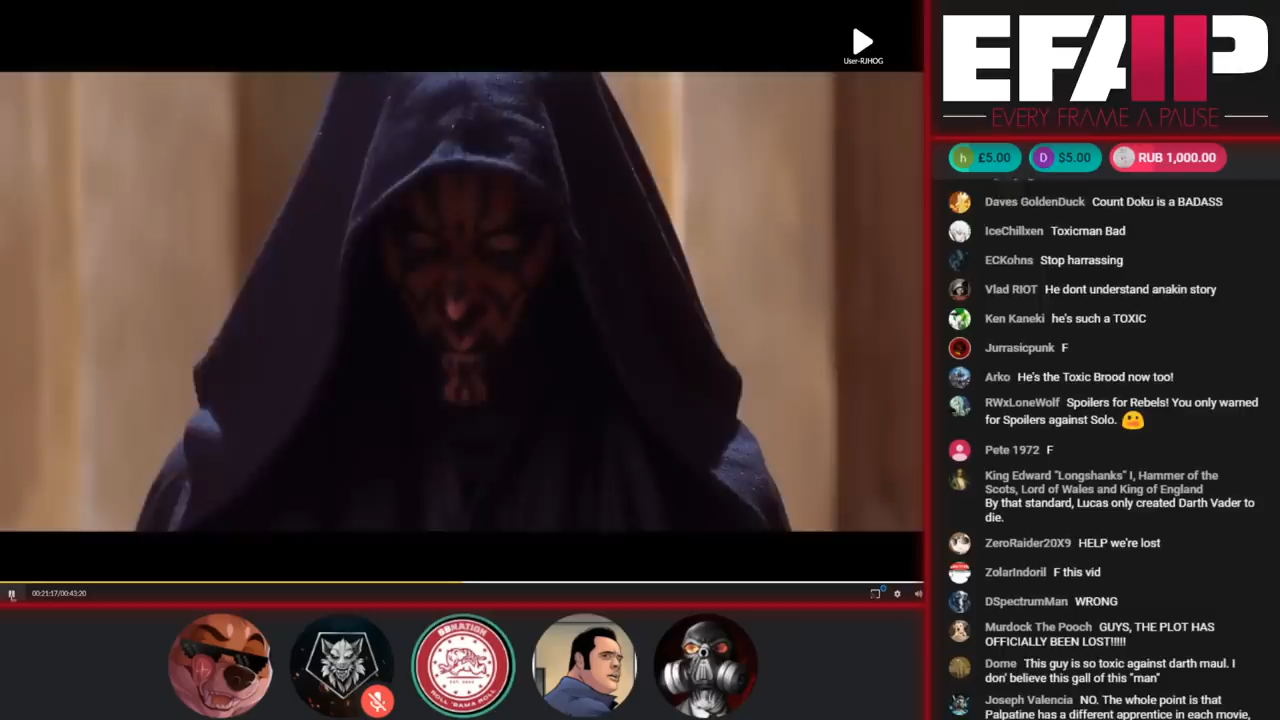 User-RJHOG
EFAP
EVERY FRAME A PAUSE
h £5.00 D $5.00 RUB 1,000.00
Daves GoldenDuck Count Doku is a BADASS
IceChillxen Toxicman Bad
ECKohns Stop harrassing
Vlad RIOT He dont understand anakin story
Ken Kaneki he's such a TOXIC
Jurrasicpunk F
Arko He's the Toxic Brood now too!
RWxLoneWolf Spoilers for Rebels! You only warned
for Spoilers against Solo.
Pete 1972 F
King Edward "Longshanks" I, Hammer of the
Scots, Lord of Wales and King of England
By that standard, Lucas only created Darth Vader to
die.
ZeroRaider20X9 HELP we're lost
ZolarIndoril F this vid
DSpectrumMan WRONG
Murdock The Pooch GUYS, THE PLOT HAS
OFFICIALLY BEEN LOST!!!!!
Dome This guy is so toxic against darth maul. I
don' believe this gall of this "man"
Joseph Valencia NO. The whole point is that
Palpatine has a different apprentice in each movie,
00:21:17/00:43:20
BBNATION
ROLL 'BAMA ROLL